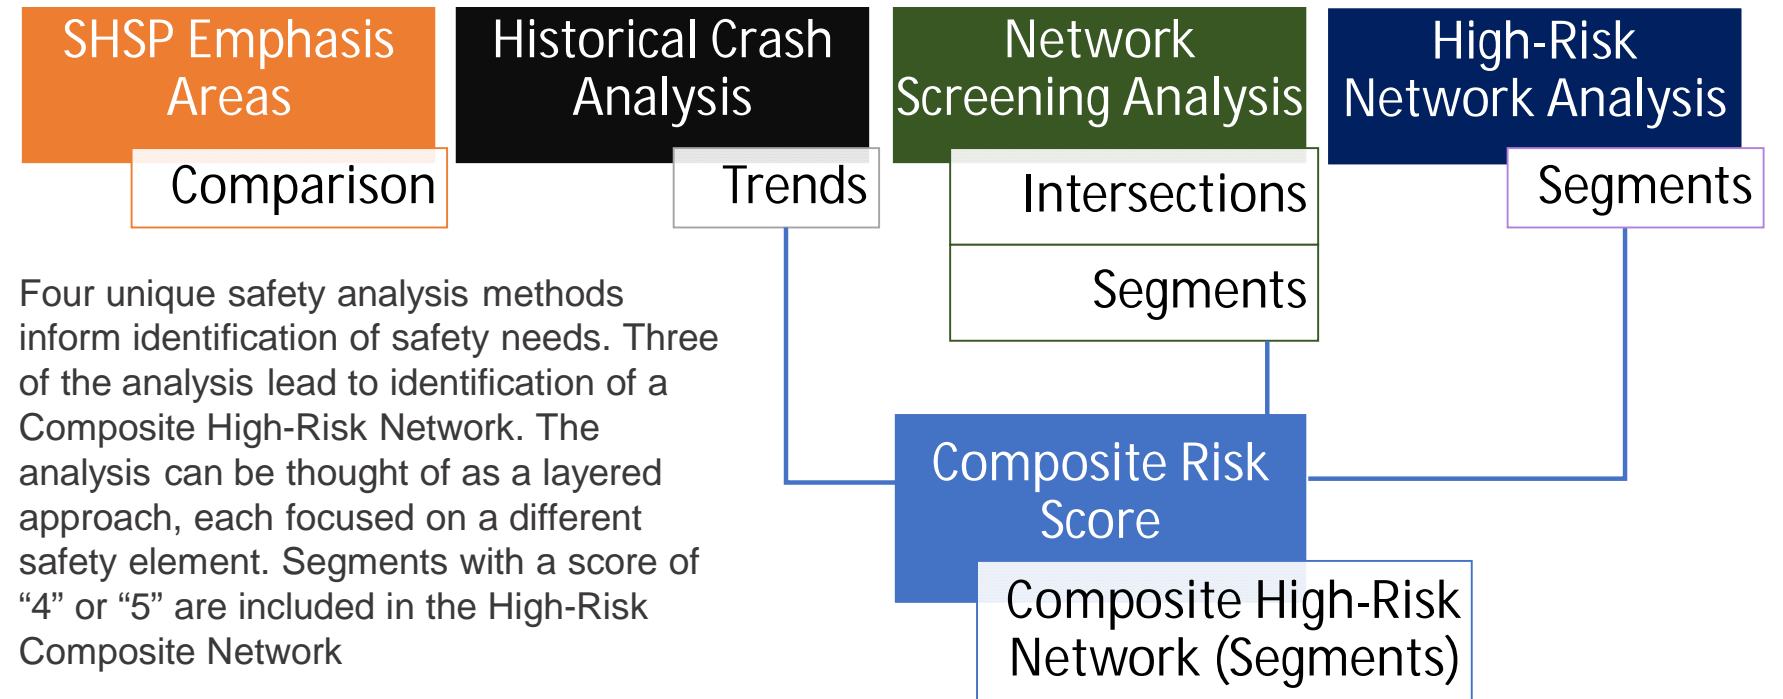 SHSP Emphasis
Areas
Comparison
Historical Crash
Analysis
Trends
Network
Screening Analysis
Intersections
Segments
High-Risk
Network Analysis
Segments
Four unique safety analysis methods
inform identification of safety needs. Three
of the analysis lead to identification of a
Composite High-Risk Network. The
analysis can be thought of as a layered
approach, each focused on a different
safety element. Segments with a score of
“4” or “5” are included in the High-Risk
Composite Network
Composite Risk
Score
Composite High-Risk
Network (Segments)